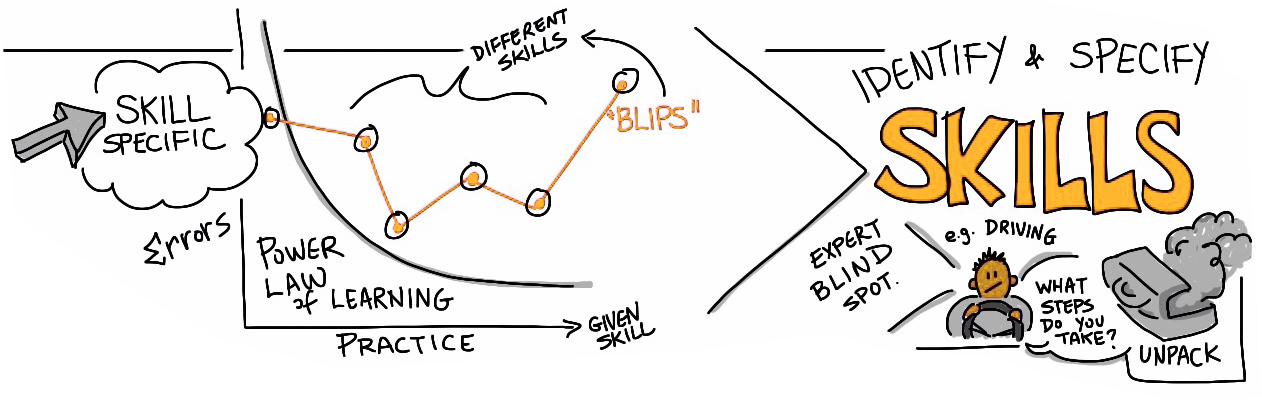 SKILL
SPECIFIC
DIFFERENT
SKILLS
"BLIPS"
Errors
POWER
LAW
of LEARNING
PRACTICE
GIVEN
SKILL
IDENTIFY & SPECIFY
SKILLS
EXPERT
BLIND
SPOT.
e.g. DRIVING
WHAT
STEPS
DO YOU
TAKE?
UNPACK